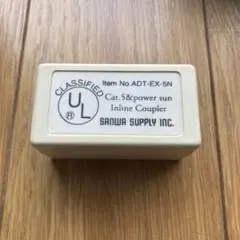 CLASSIFIED
UL
®
Item No.ADT-EX-5N
Cat.5&power sun
Inline Coupler
SANWA SUPPLY INC.